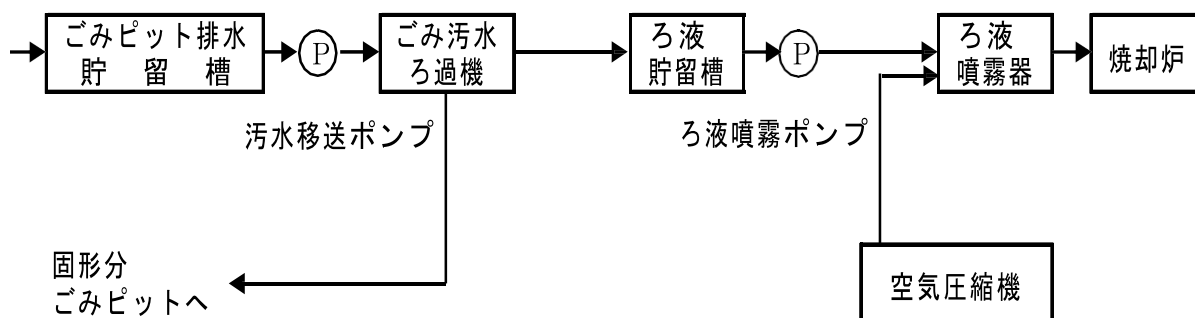 ごみピット排水
貯留槽
P
ごみ汚水
ろ過機
ろ液
貯留槽
P
ろ液
噴霧器
焼却炉
汚水移送ポンプ
ろ液噴霧ポンプ
固形分
ごみピットへ
空気圧縮機